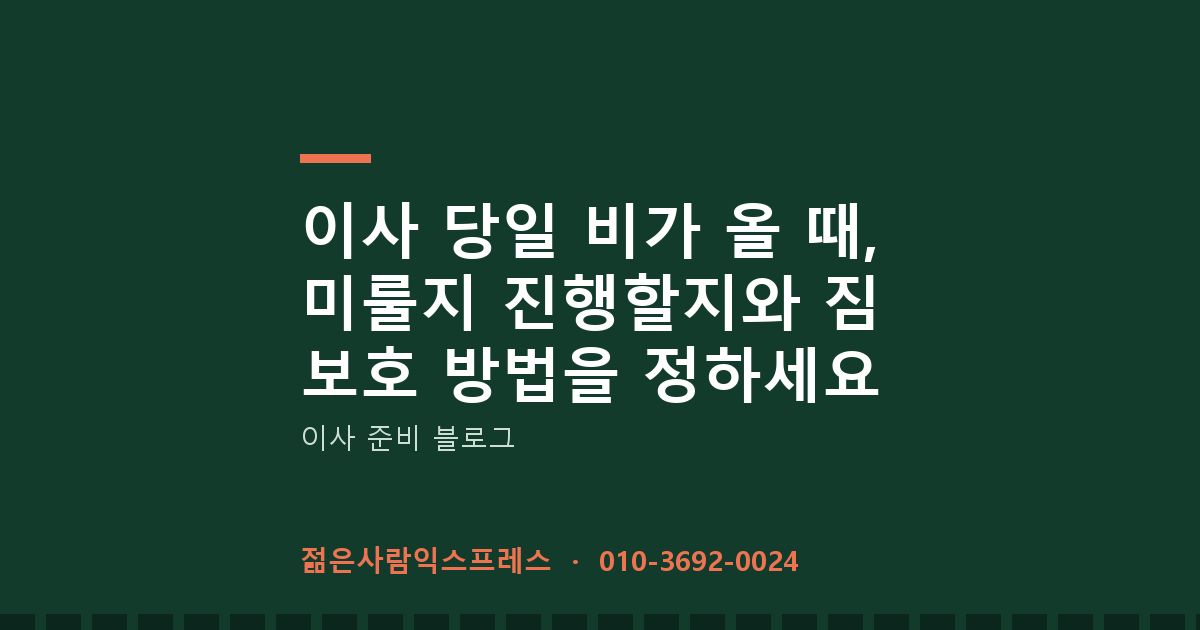 이사 당일 비가 올 때,
미룰지 진행할지와 짐
보호 방법을 정하세요
이사 준비 블로그
젊은사람익스프레스 · 010-3692-0024